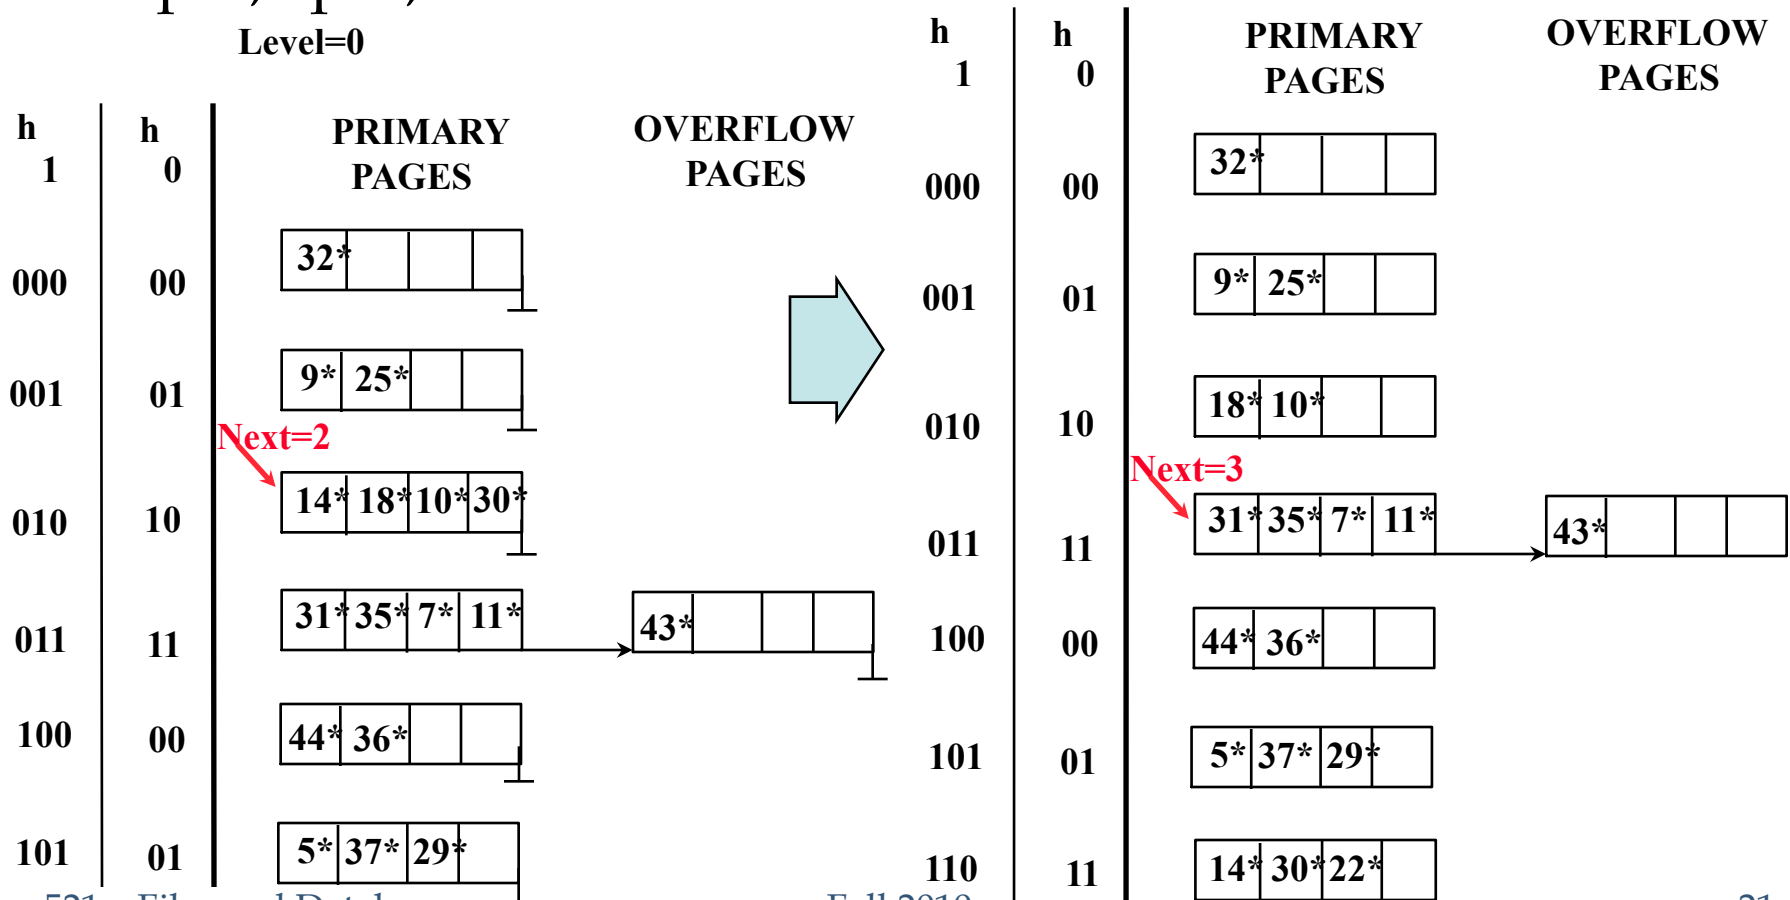 Level=0
h h PRIMARY OVERFLOW
1 0 PAGES PAGES
000 00 32*
001 01 9* 25*
Next=2
010 10 14* 18* 10* 30*
011 11 31* 35* 7* 11* 43*
100 00 44* 36*
101 01 5* 37* 29*
h h PRIMARY OVERFLOW
1 0 PAGES PAGES
000 00 32*
001 01 9* 25*
010 10 18* 10*
Next=3
011 11 31* 35* 7* 11* 43*
100 00 44* 36*
101 01 5* 37* 29*
110 11 14* 30* 22*
Fall 2010 21